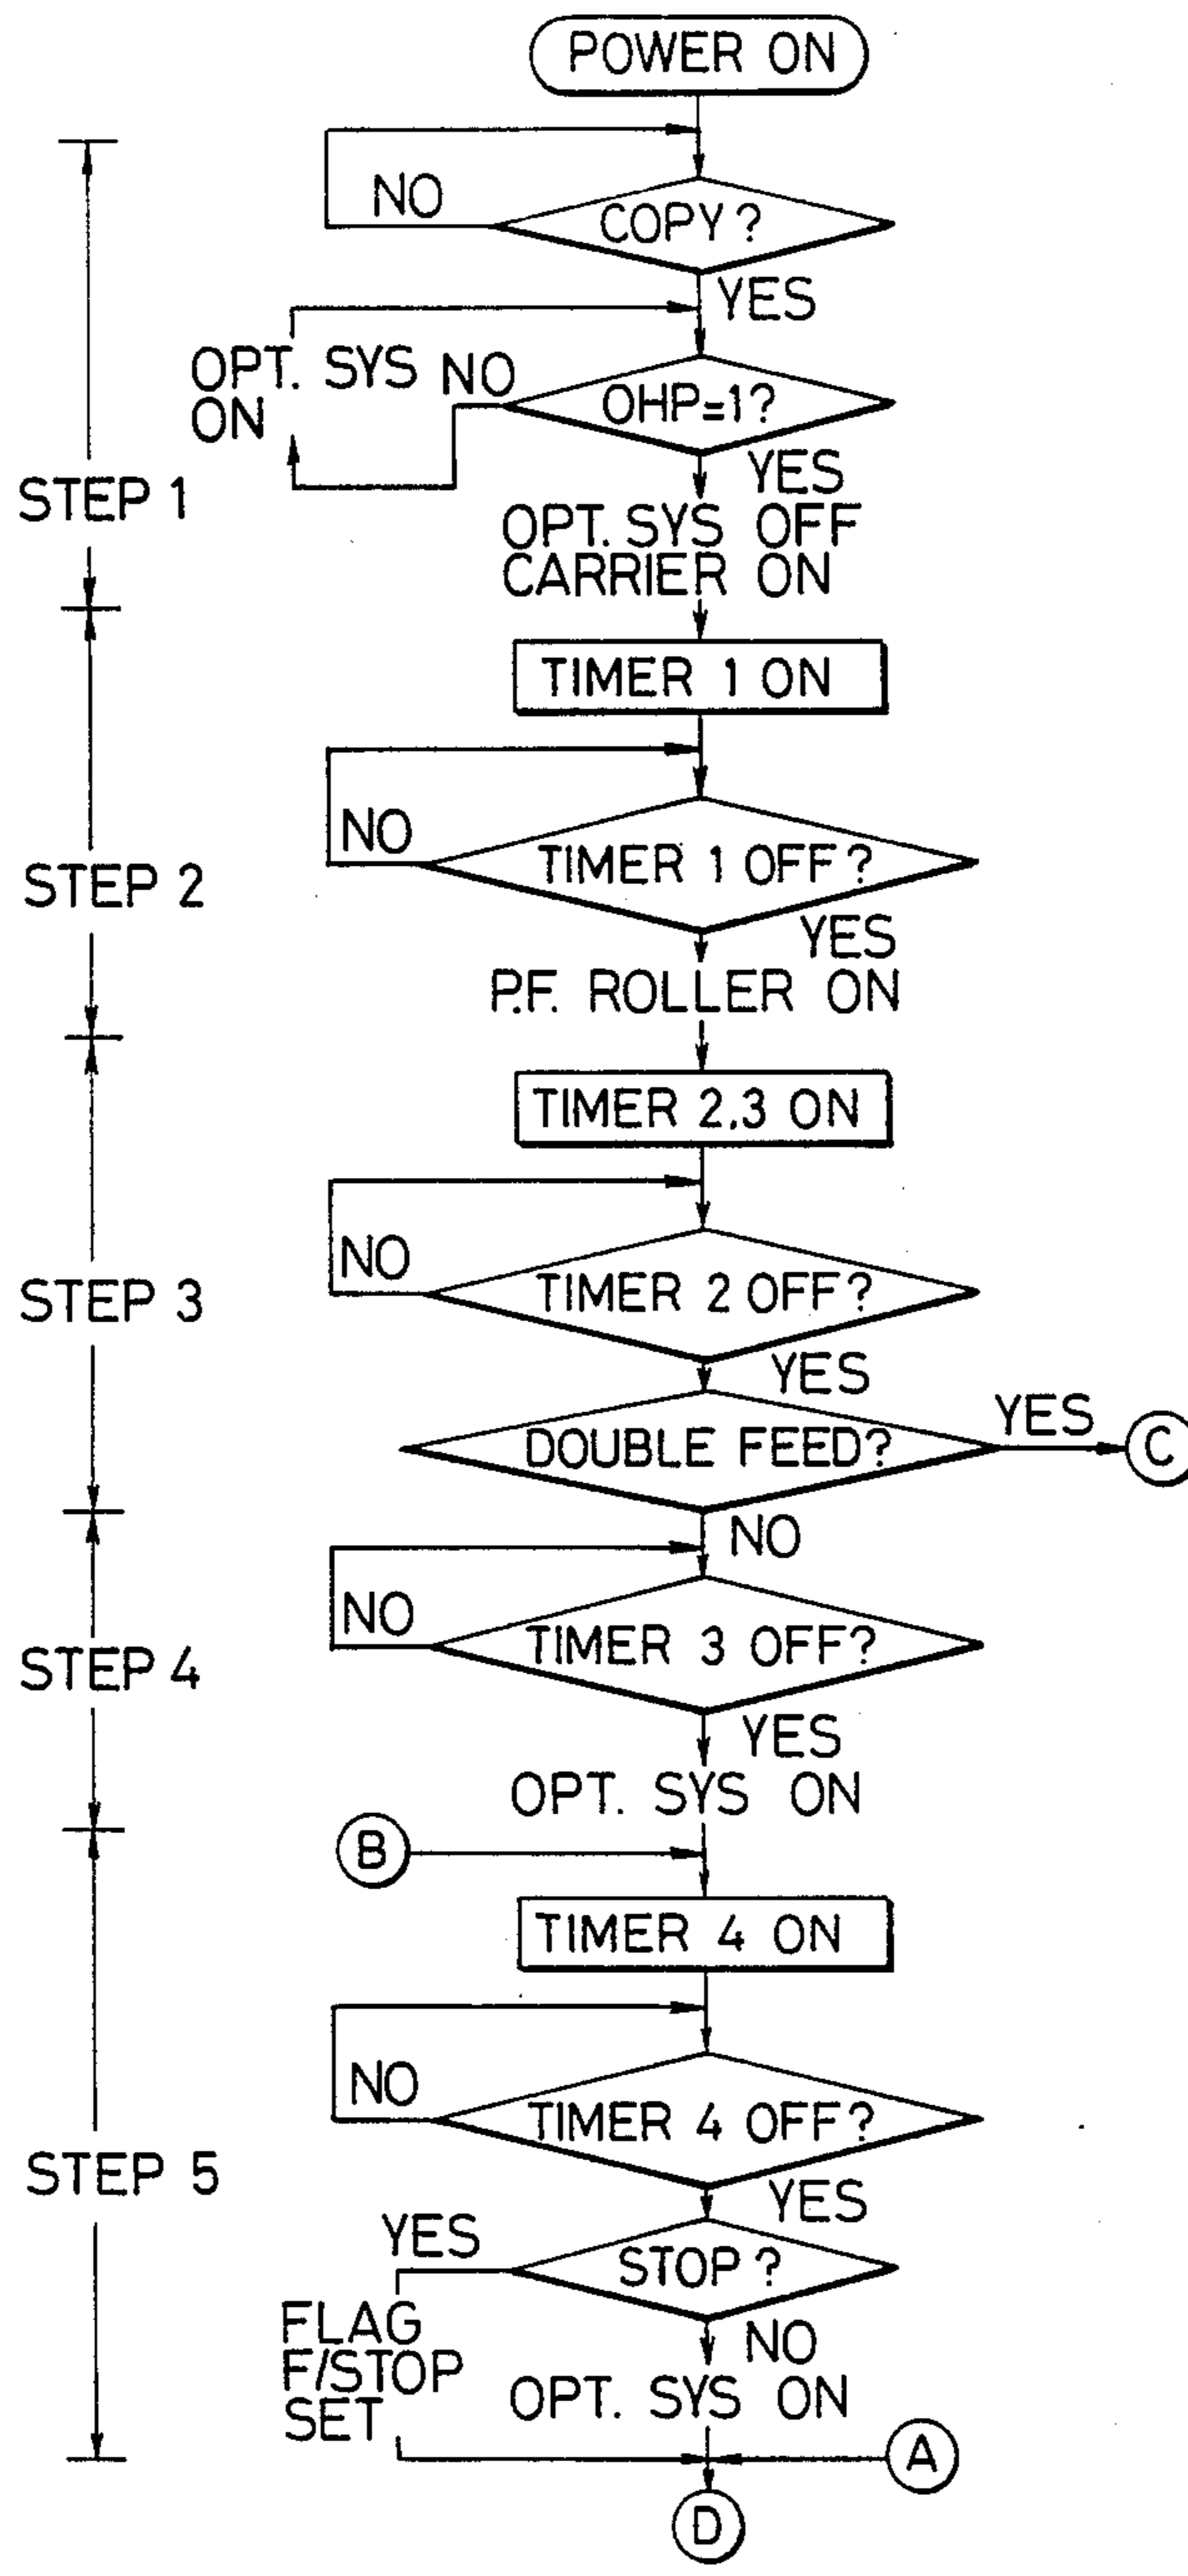 POWER ON
NO
COPY?
YES
OPT. SYS
ON
NO
OHP=1?
YES
STEP 1
OPT. SYS OFF
CARRIER ON
TIMER 1 ON
NO
TIMER 1 OFF?
STEP 2
YES
P.F. ROLLER ON
TIMER 2,3 ON
NO
TIMER 2 OFF?
STEP 3
YES
DOUBLE FEED?
YES
C
NO
NO
TIMER 3 OFF?
STEP 4
YES
OPT. SYS ON
B
TIMER 4 ON
NO
TIMER 4 OFF?
STEP 5
YES
YES
STOP?
FLAG
F/STOP
SET
NO
OPT. SYS ON
A
D